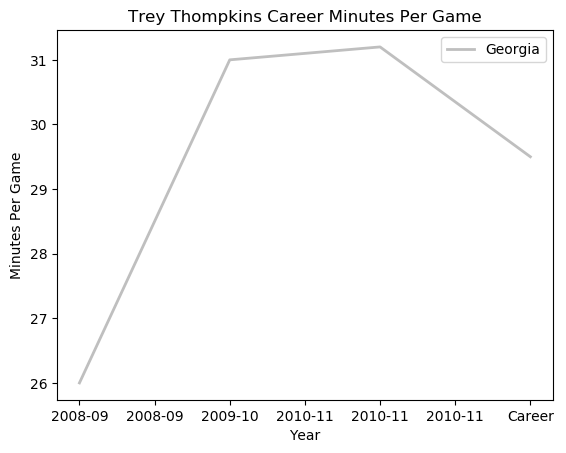 Trey Thompkins Career Minutes Per Game
Georgia
31
30
29
28
27
26
Minutes Per Game
2008-09 2008-09 2009-10 2010-11 2010-11 2010-11 Career
Year